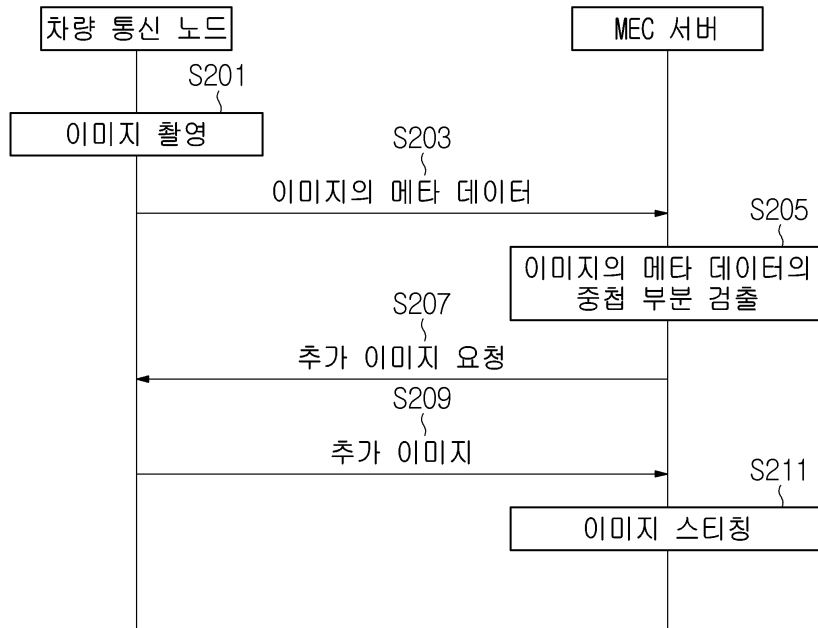 차량 통신 노드
MEC 서버
S201
이미지 촬영
S203
이미지의 메타 데이터
S205
이미지의 메타 데이터의
중첩 부분 검출
S207
추가 이미지 요청
S209
추가 이미지
S211
이미지 스티칭